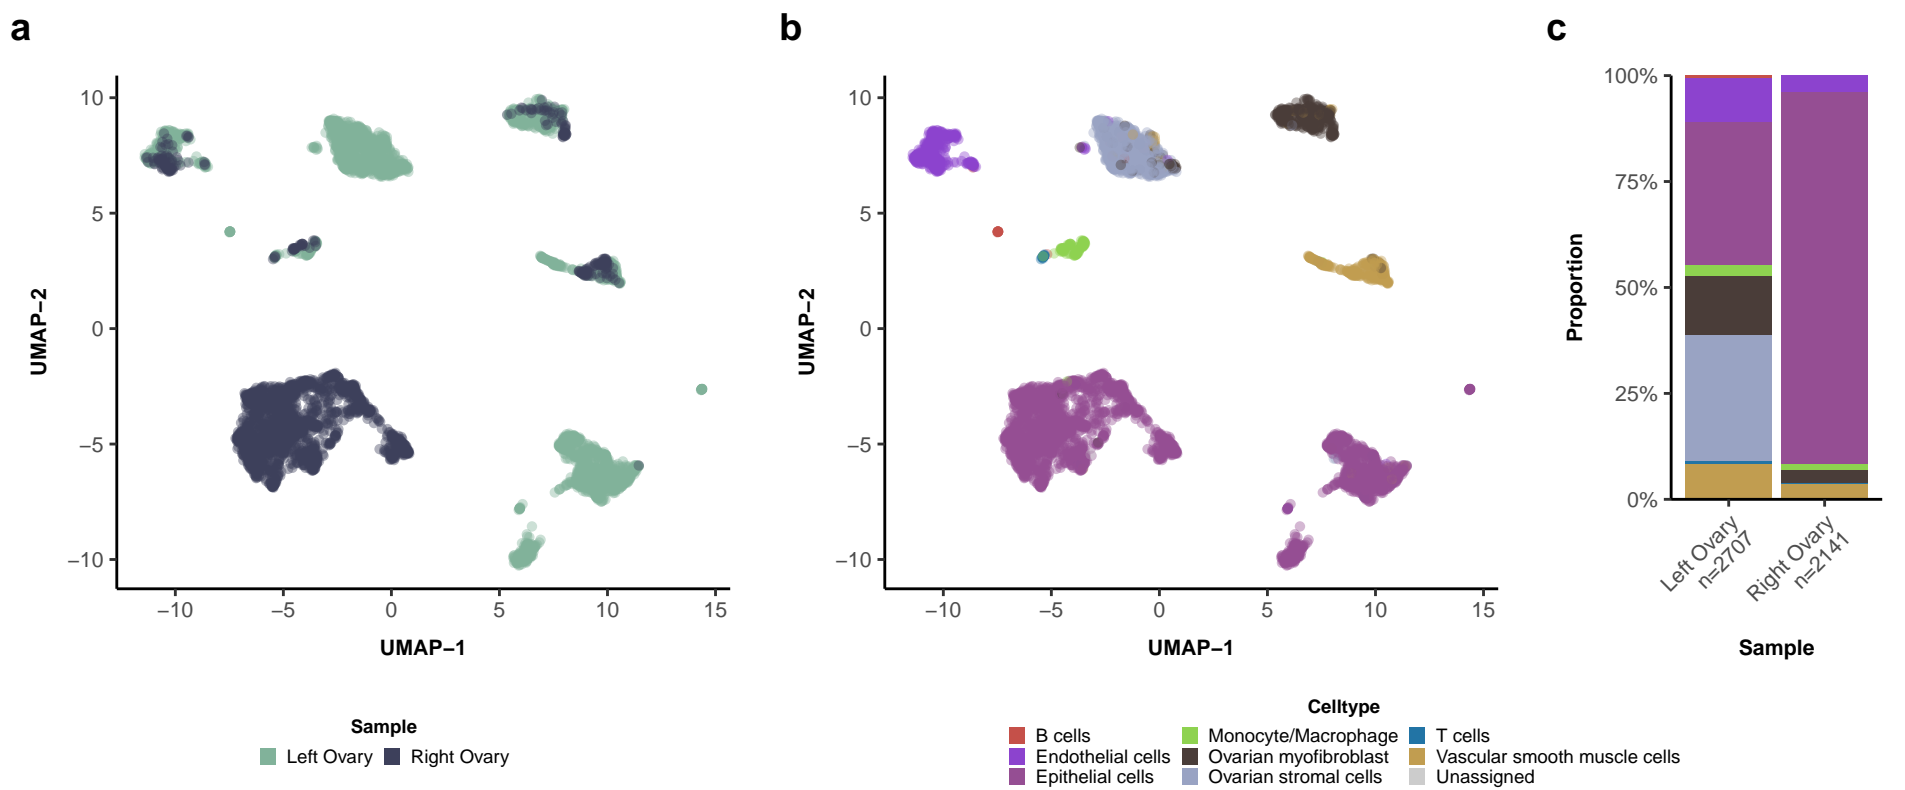 a
b
c
10
5
0
−5
−10
UMAP−2
−10
−5
0
5
10
15
UMAP−1
Sample
Left Ovary
Right Ovary
10
5
0
−5
−10
UMAP−2
−10
−5
0
5
10
15
UMAP−1
Celltype
B cells
Endothelial cells
Epithelial cells
Monocyte/Macrophage
Ovarian myofibroblast
Ovarian stromal cells
T cells
Vascular smooth muscle cells
Unassigned
100%
75%
50%
25%
0%
Proportion
Left Ovary
n=2707
Right Ovary
n=2141
Sample